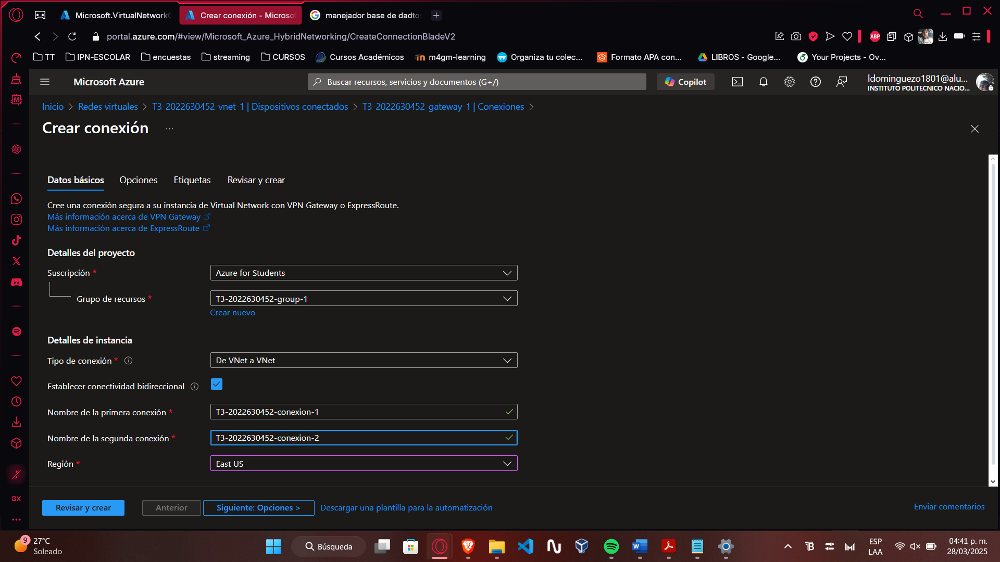 Microsoft.VirtualNetworkG
Crear conexión - Microsof
manejador base de dadtos
portal.azure.com/#view/Microsoft_Azure_HybridNetworking/CreateConnectionBladeV2
ABP
TT
IPN-ESCOLAR
encuestas
streaming
CURSOS
Cursos Académicos
m4gm-learning
Organiza tu colec...
Formato APA con...
LIBROS - Google...
Your Projects - Ov...
Microsoft Azure
Buscar recursos, servicios y documentos (G+/)
Copilot
ldominguezo1801@alu...
INSTITUTO POLITECNICO NACIO...
Inicio > Redes virtuales > T3-2022630452-vnet-1 | Dispositivos conectados > T3-2022630452-gateway-1 | Conexiones >
Crear conexión ...
Datos básicos
Opciones
Etiquetas
Revisar y crear
Cree una conexión segura a su instancia de Virtual Network con VPN Gateway o ExpressRoute.
Más información acerca de VPN Gateway
Más información acerca de ExpressRoute
Detalles del proyecto
Suscripción *
Azure for Students
Grupo de recursos *
T3-2022630452-group-1
Crear nuevo
Detalles de instancia
Tipo de conexión *
De VNet a VNet
Establecer conectividad bidireccional
Nombre de la primera conexión *
T3-2022630452-conexion-1
Nombre de la segunda conexión *
T3-2022630452-conexion-2
Región *
East US
GX
Revisar y crear
Anterior
Siguiente: Opciones >
Descargar una plantilla para la automatización
Enviar comentarios
9
27°C
Soleado
Búsqueda
ESP
LAA
04:41 p. m.
28/03/2025